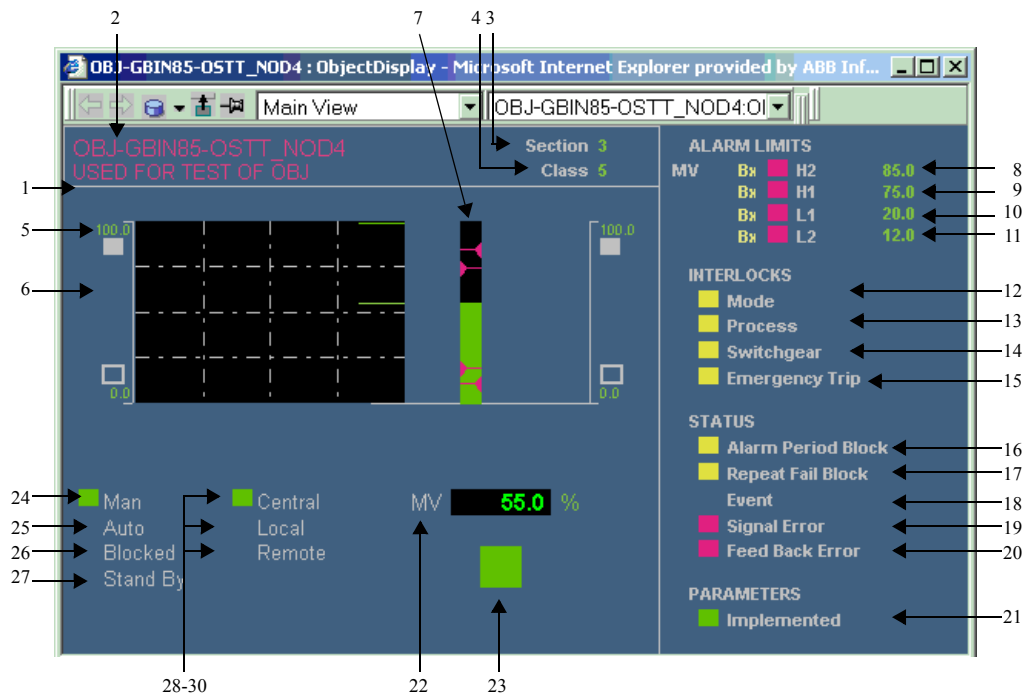 2 7 4 3
OBJ-GBIN85-OSTT_NOD4 : ObjectDisplay - Microsoft Internet Explorer provided by ABB Inf...
Main View
OBJ-GBIN85-OSTT_NOD4:OI
OBJ-GBIN85-OSTT_NOD4
USED FOR TEST OF OBJ
Section 3
Class 5
1
5
6
100.0
0.0
100.0
0.0
ALARM LIMITS
MV Bx H2 85.0 8
Bx H1 75.0 9
Bx L1 20.0 10
Bx L2 12.0 11
INTERLOCKS
Mode 12
Process 13
Switchgear 14
Emergency Trip 15
STATUS
Alarm Period Block 16
Repeat Fail Block 17
Event 18
Signal Error 19
Feed Back Error 20
PARAMETERS
Implemented 21
24 Man
25 Auto
26 Blocked
27 Stand By
Central
Local
Remote
MV 55.0 %
28-30 22 23